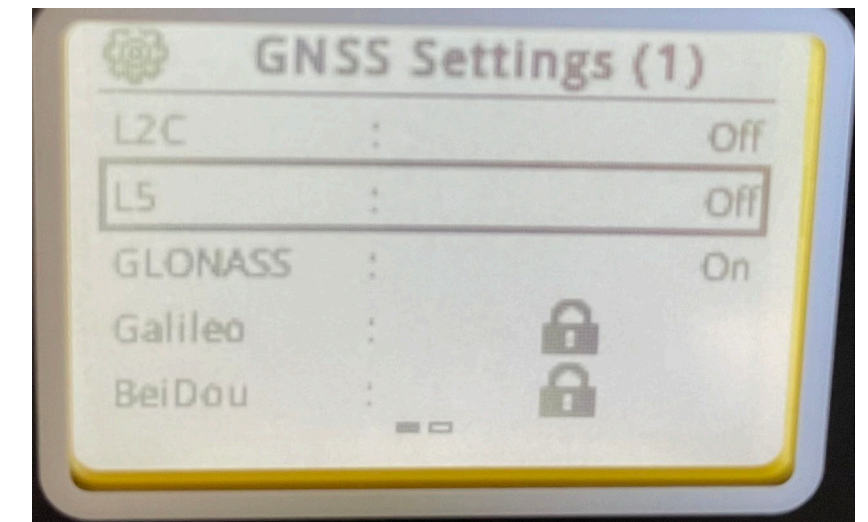 GNSS Settings (1)
L2C : Off
L5 : Off
GLONASS : On
Galileo :
BeiDou :